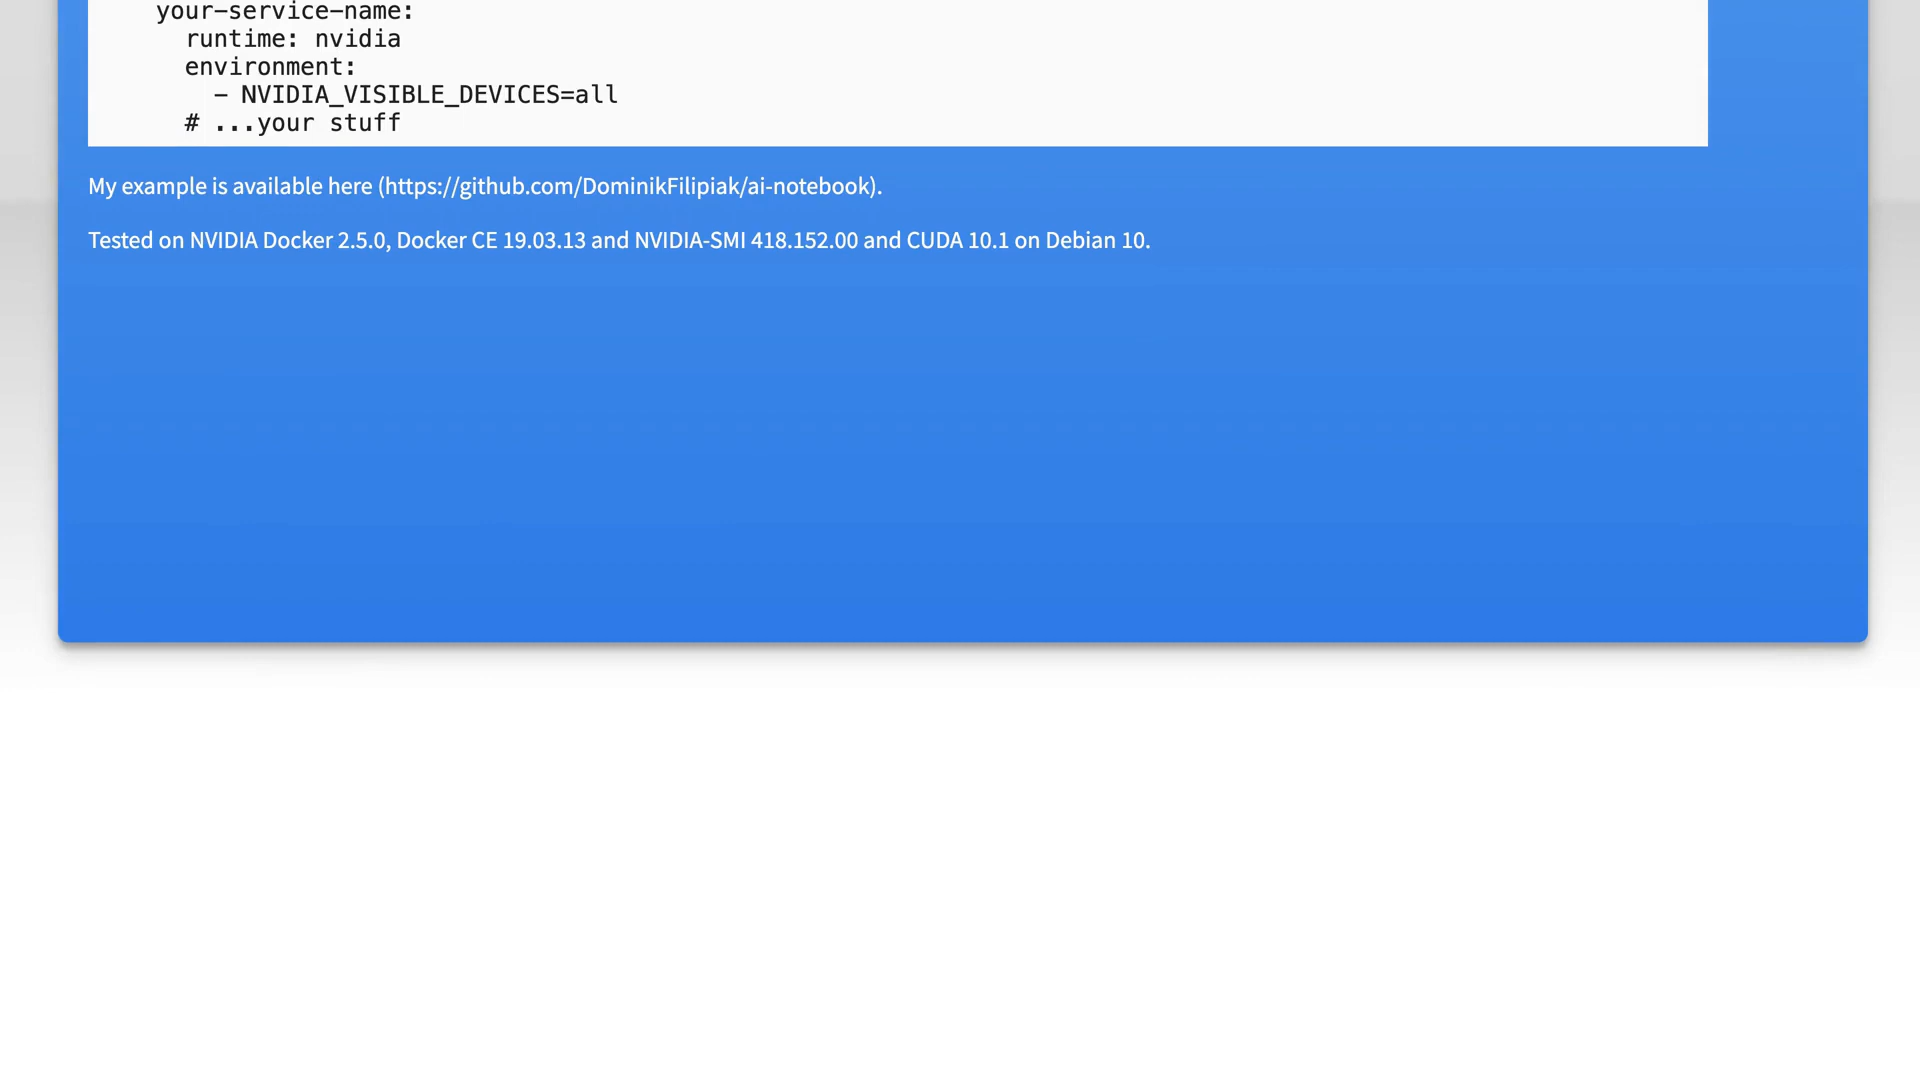 your-service-name:
runtime: nvidia
environment:
- NVIDIA_VISIBLE_DEVICES=all
# ...your stuff
My example is available here (https://github.com/DominikFilipiak/ai-notebook).
Tested on NVIDIA Docker 2.5.0, Docker CE 19.03.13 and NVIDIA-SMI 418.152.00 and CUDA 10.1 on Debian 10.